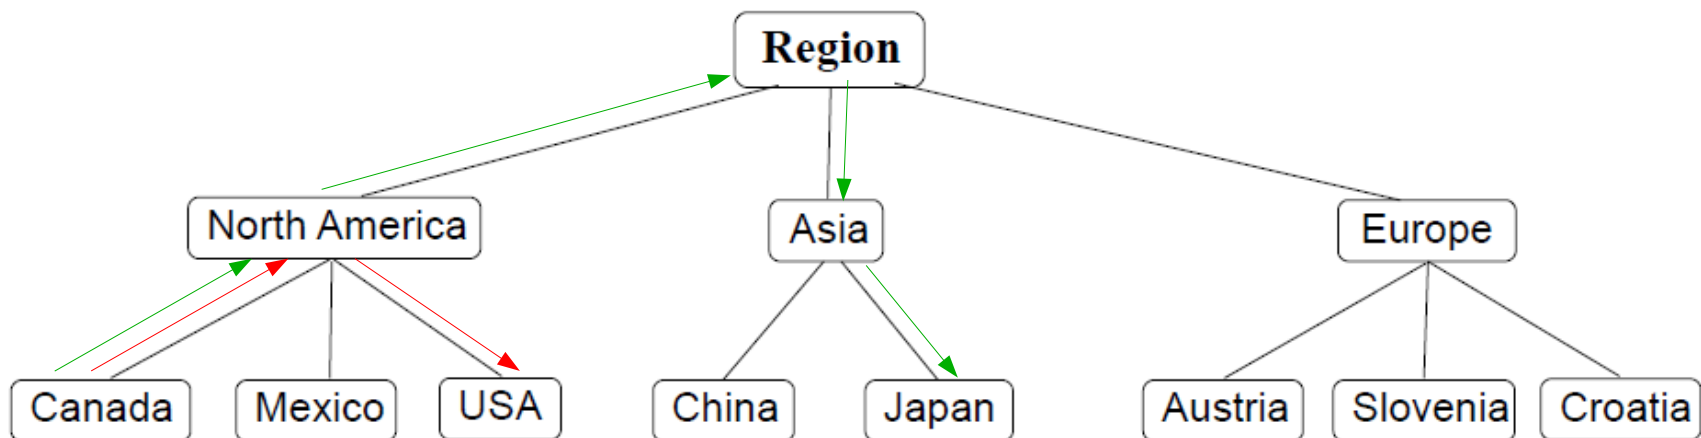 Region
North America
Asia
Europe
Canada
Mexico
USA
China
Japan
Austria
Slovenia
Croatia